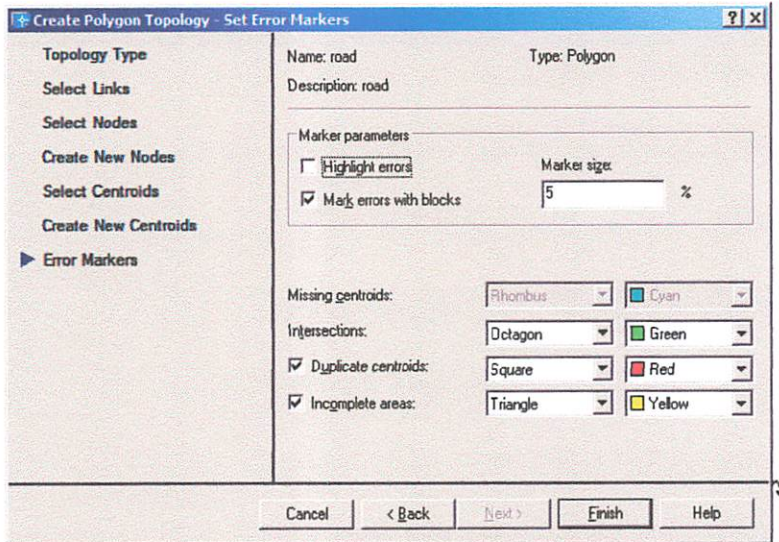 Create Polygon Topology - Set Error Markers
Topology Type
Select Links
Select Nodes
Create New Nodes
Select Centroids
Create New Centroids
Error Markers
Name: road Type: Polygon
Description: road
Marker parameters
Highlight errors
Mark errors with blocks
Marker size:
5 %
Missing centroids: Rhombus Cyan
Intersections: Octagon Green
Duplicate centroids: Square Red
Incomplete areas: Triangle Yellow
Cancel < Back Next > Finish Help